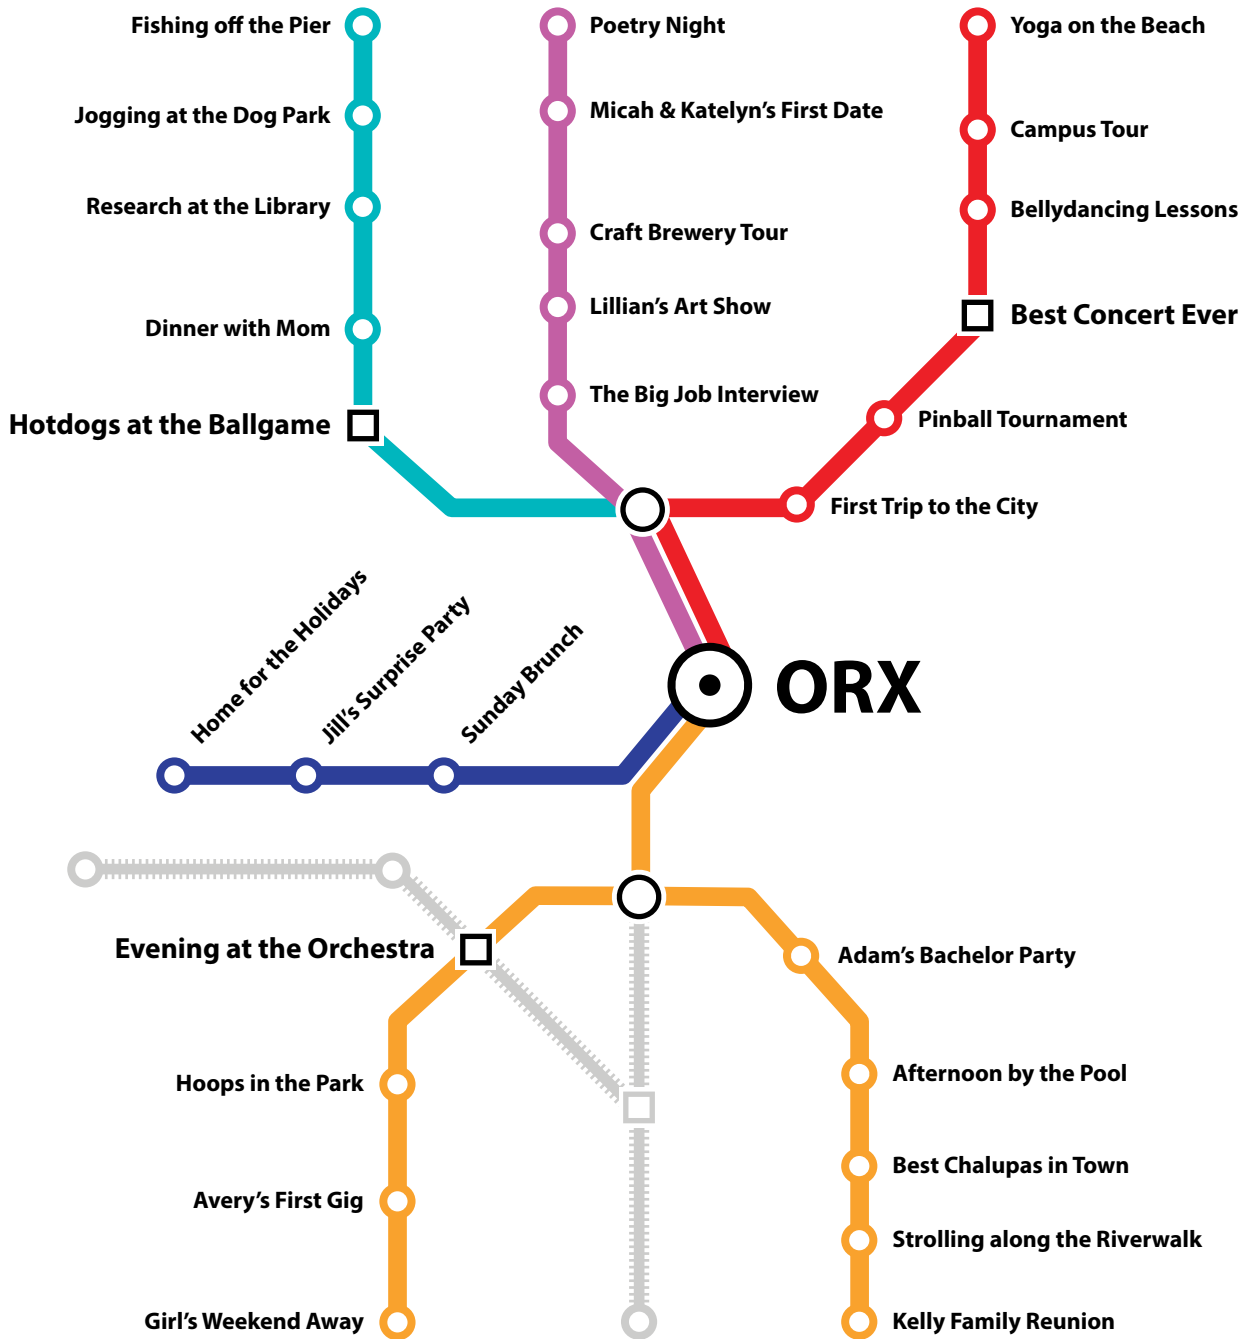 Fishing off the Pier
Jogging at the Dog Park
Research at the Library
Dinner with Mom
Hotdogs at the Ballgame
Poetry Night
Micah & Katelyn's First Date
Craft Brewery Tour
Lillian's Art Show
The Big Job Interview
Yoga on the Beach
Campus Tour
Bellydancing Lessons
Best Concert Ever
Pinball Tournament
First Trip to the City
Home for the Holidays
Jill's Surprise Party
Sunday Brunch
ORX
Evening at the Orchestra
Hoops in the Park
Avery's First Gig
Girl's Weekend Away
Adam's Bachelor Party
Afternoon by the Pool
Best Chalupas in Town
Strolling along the Riverwalk
Kelly Family Reunion